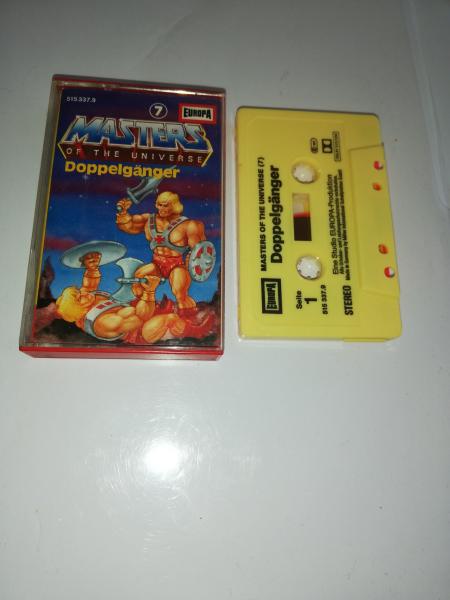 515 337.9
7
EUROPA
MASTERS
OF THE UNIVERSE
Doppelgänger
MASTERS OF THE UNIVERSE (7)
Doppelgänger
EUROPA
Seite
1
Eine Studio EUROPA-Produktion
515 337.9
STEREO